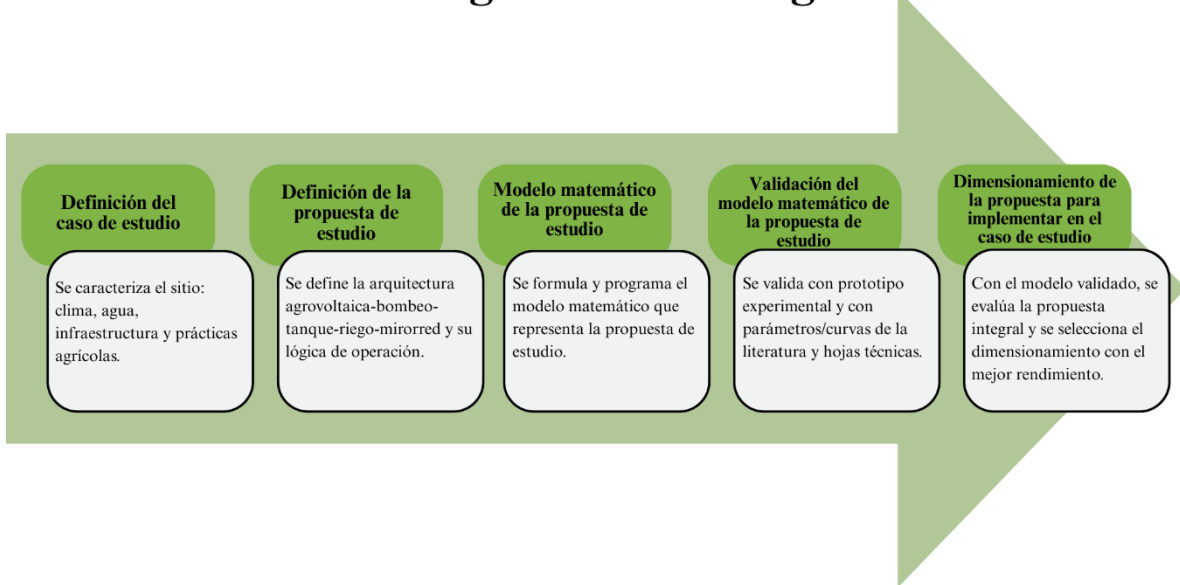 Definición del
caso de estudio
Se caracteriza el sitio:
clima, agua,
infraestructura y prácticas
agrícolas.
Definición de la
propuesta de
estudio
Se define la arquitectura
agrovoltaica-bombeo-
tanque-riego-mirorred y su
lógica de operación.
Modelo matemático
de la propuesta de
estudio
Se formula y programa el
modelo matemático que
representa la propuesta de
estudio.
Validación del
modelo matemático de
la propuesta de
estudio
Se valida con prototipo
experimental y con
parámetros/curvas de la
literatura y hojas técnicas.
Dimensionamiento de
la propuesta para
implementar en el
caso de estudio
Con el modelo validado, se
evalúa la propuesta
integral y se selecciona el
dimensionamiento con el
mejor rendimiento.